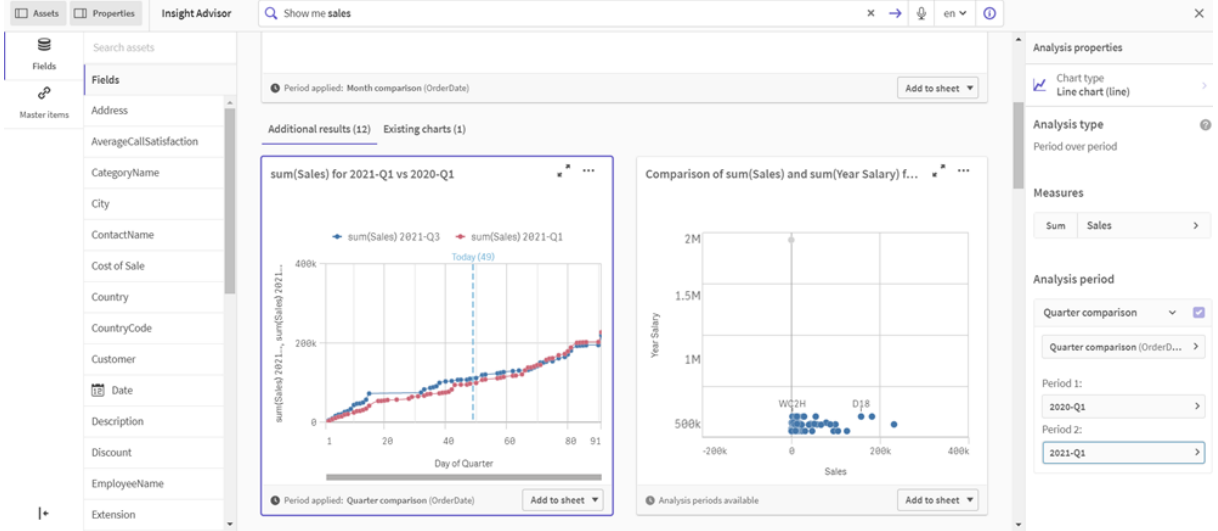 Assets Properties Insight Advisor Show me sales en
Fields
Master items
Search assets
Fields
Address
AverageCallSatisfaction
CategoryName
City
ContactName
Cost of Sale
Country
CountryCode
Customer
Date
Description
Discount
EmployeeName
Extension
Period applied: Month comparison (OrderDate) Add to sheet
Additional results (12) Existing charts (1)
sum(Sales) for 2021-Q1 vs 2020-Q1
sum(Sales) 2021-Q3 sum(Sales) 2021-Q1
Today (49)
400k
200k
0
sum(Sales) 2021..., sum(Sales) 2021...
1 20 40 60 80 91
Day of Quarter
Period applied: Quarter comparison (OrderDate) Add to sheet
Comparison of sum(Sales) and sum(Year Salary) f...
2M
1.5M
1M
500k
Year Salary
WC2H D18
-200k 0 200k 400k
Sales
Analysis periods available Add to sheet
Analysis properties
Chart type
Line chart (line)
Analysis type
Period over period
Measures
Sum Sales
Analysis period
Quarter comparison
Quarter comparison (OrderD...
Period 1:
2020-Q1
Period 2:
2021-Q1